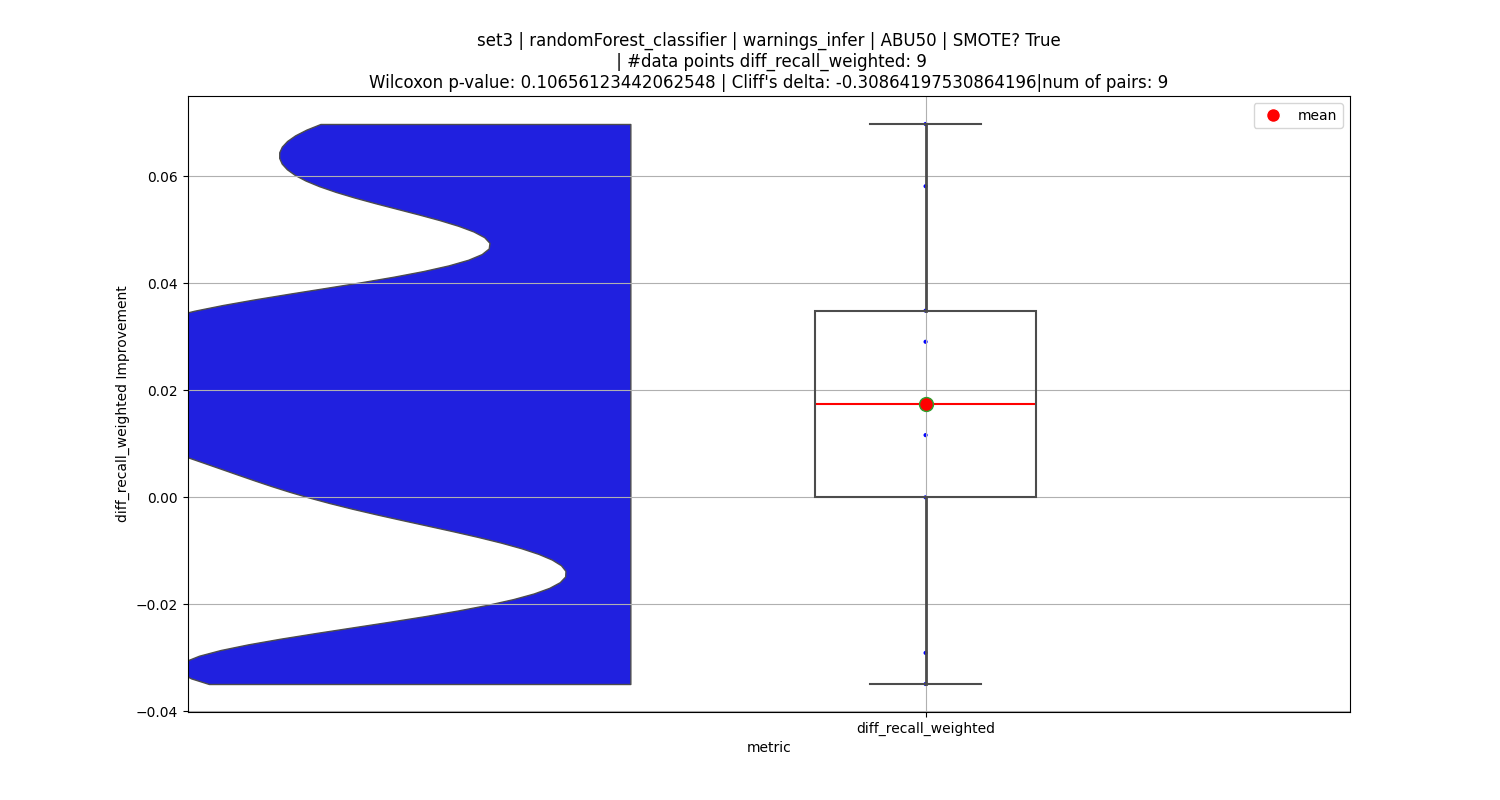 set3 | randomForest_classifier | warnings_infer | ABU50 | SMOTE? True
| #data points diff_recall_weighted: 9
Wilcoxon p-value: 0.10656123442062548 | Cliff's delta: -0.30864197530864196|num of pairs: 9
mean
0.06
0.04
0.02
0.00
−0.02
−0.04
diff_recall_weighted Improvement
diff_recall_weighted
metric